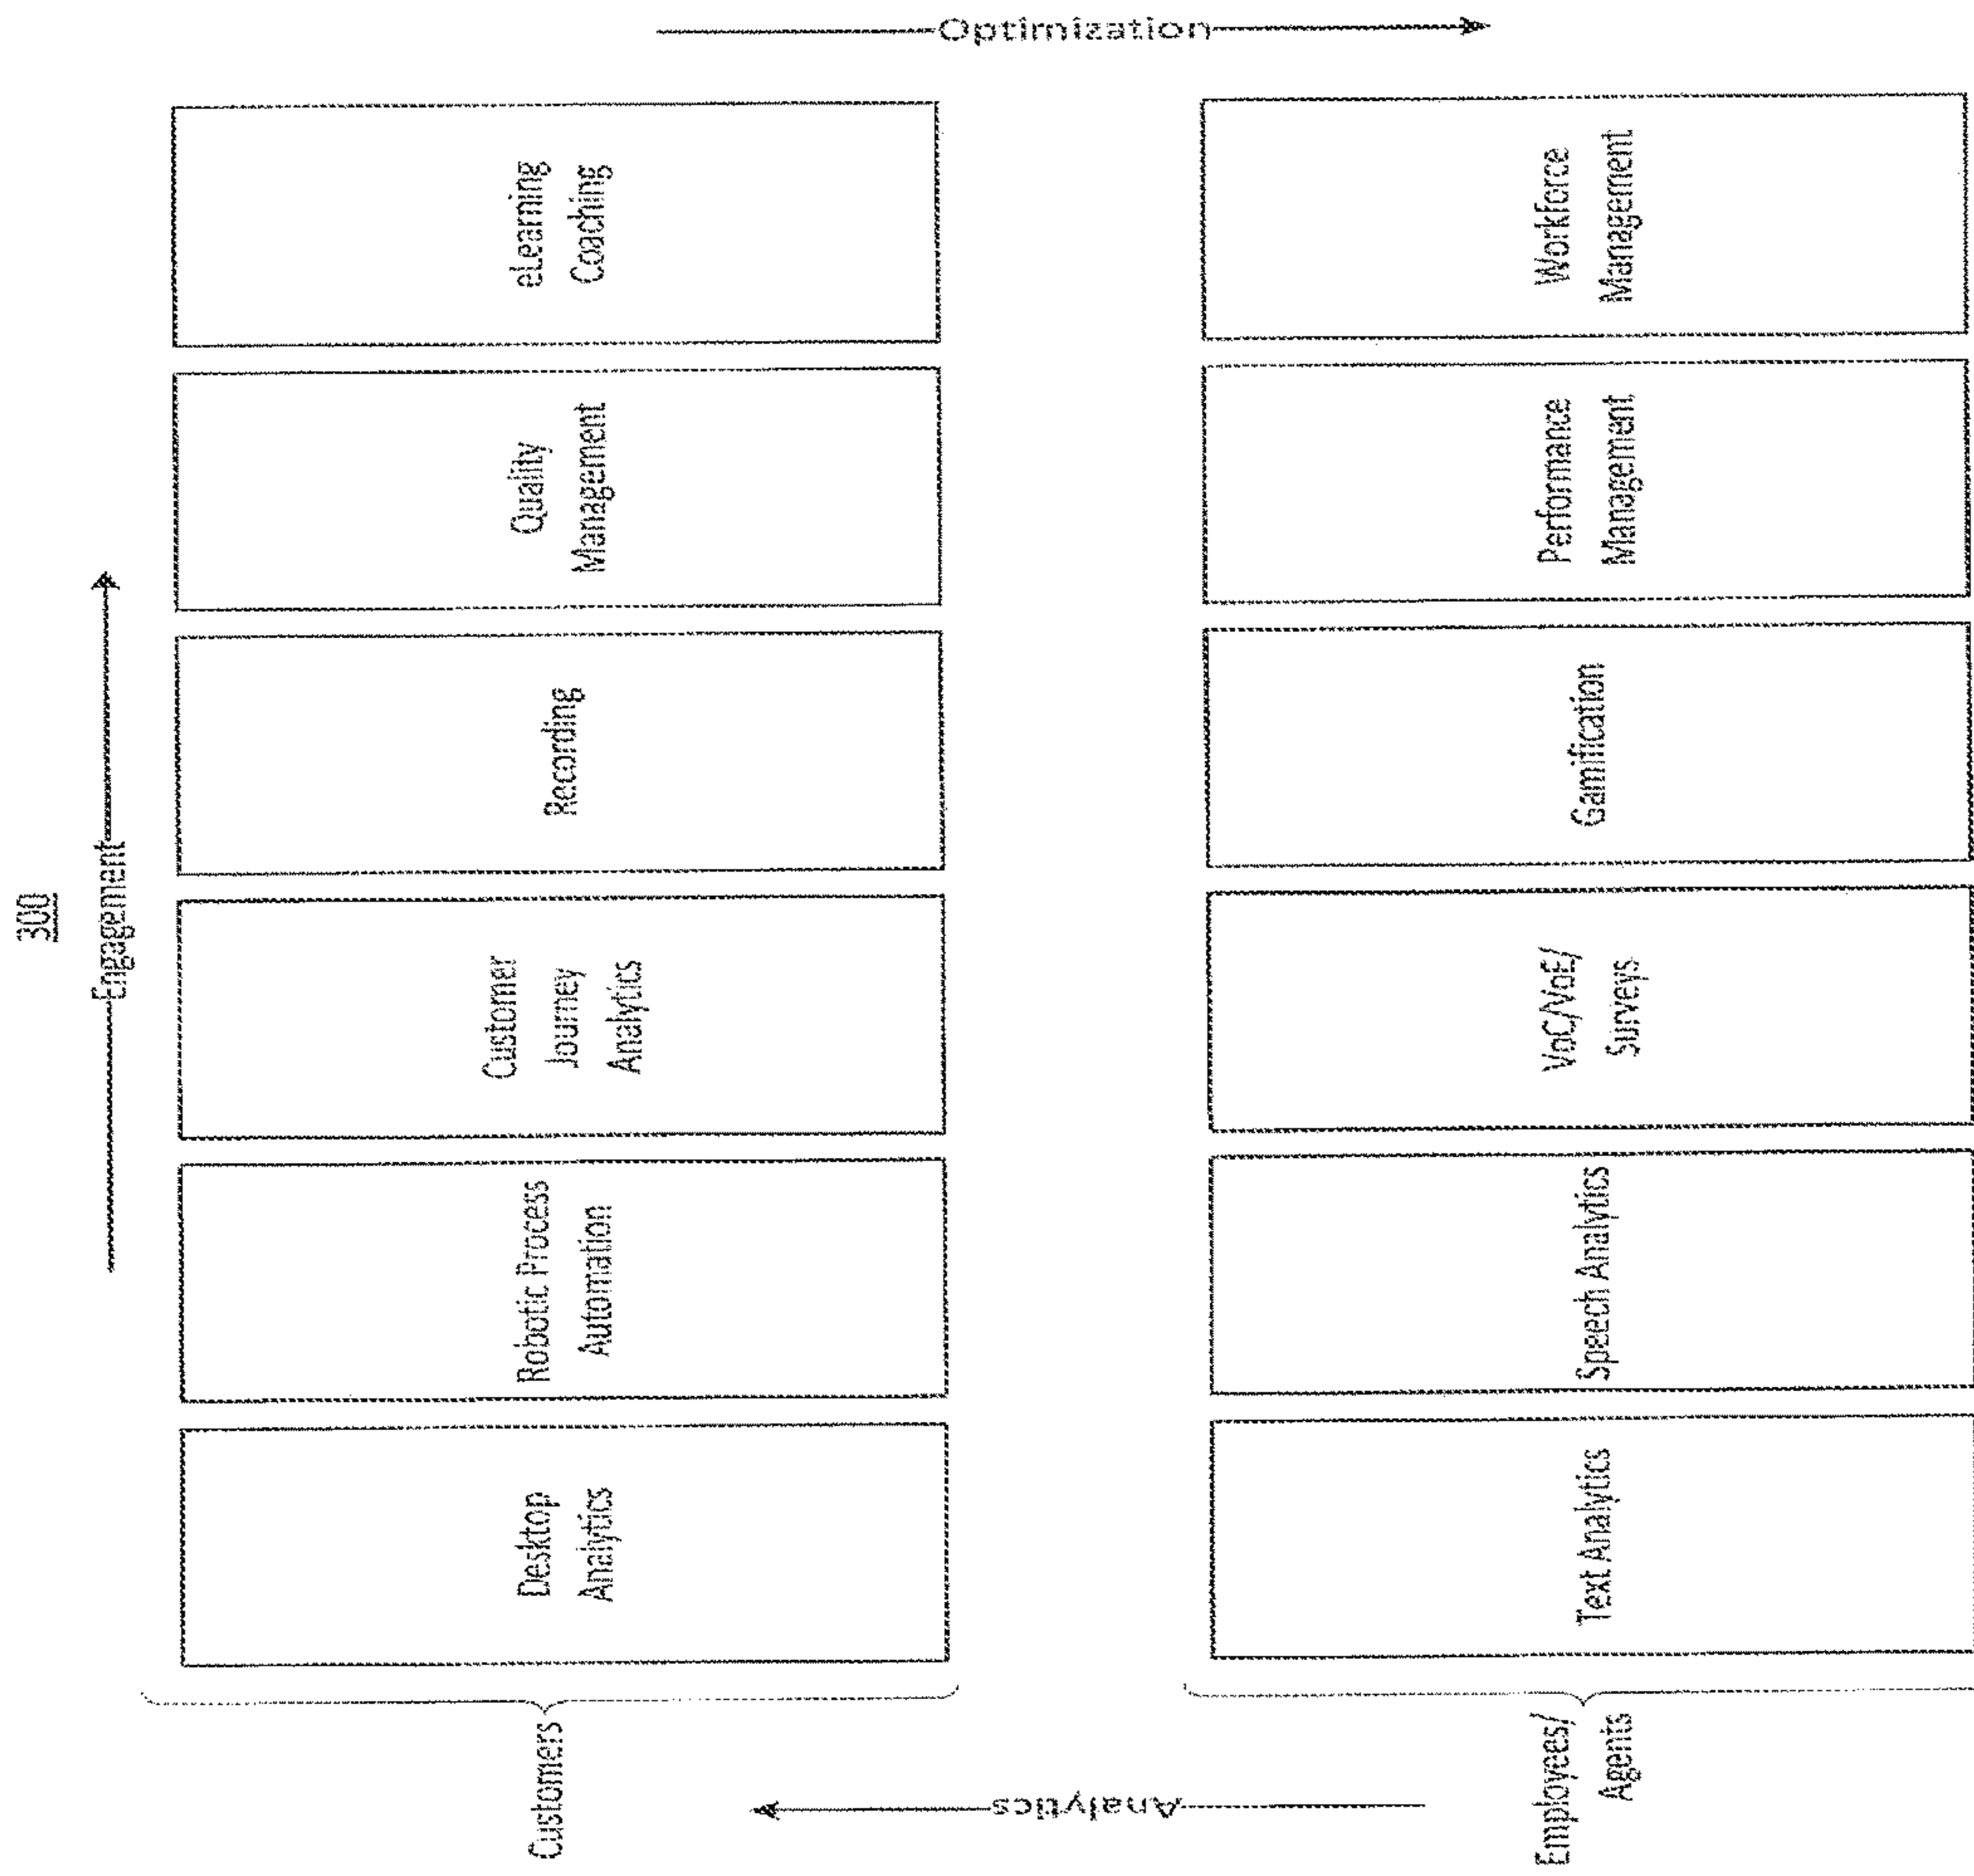 300
Engagement
Customers
Desktop
Analytics
Robotic Process
Automation
Customer
Journey
Analytics
Recording
Quality
Management
eLearning
Coaching
Analytics
Optimization
Employees/
Agents
Text Analytics
Speech Analytics
VoC/VoE/
Surveys
Gamification
Performance
Management
Workforce
Management